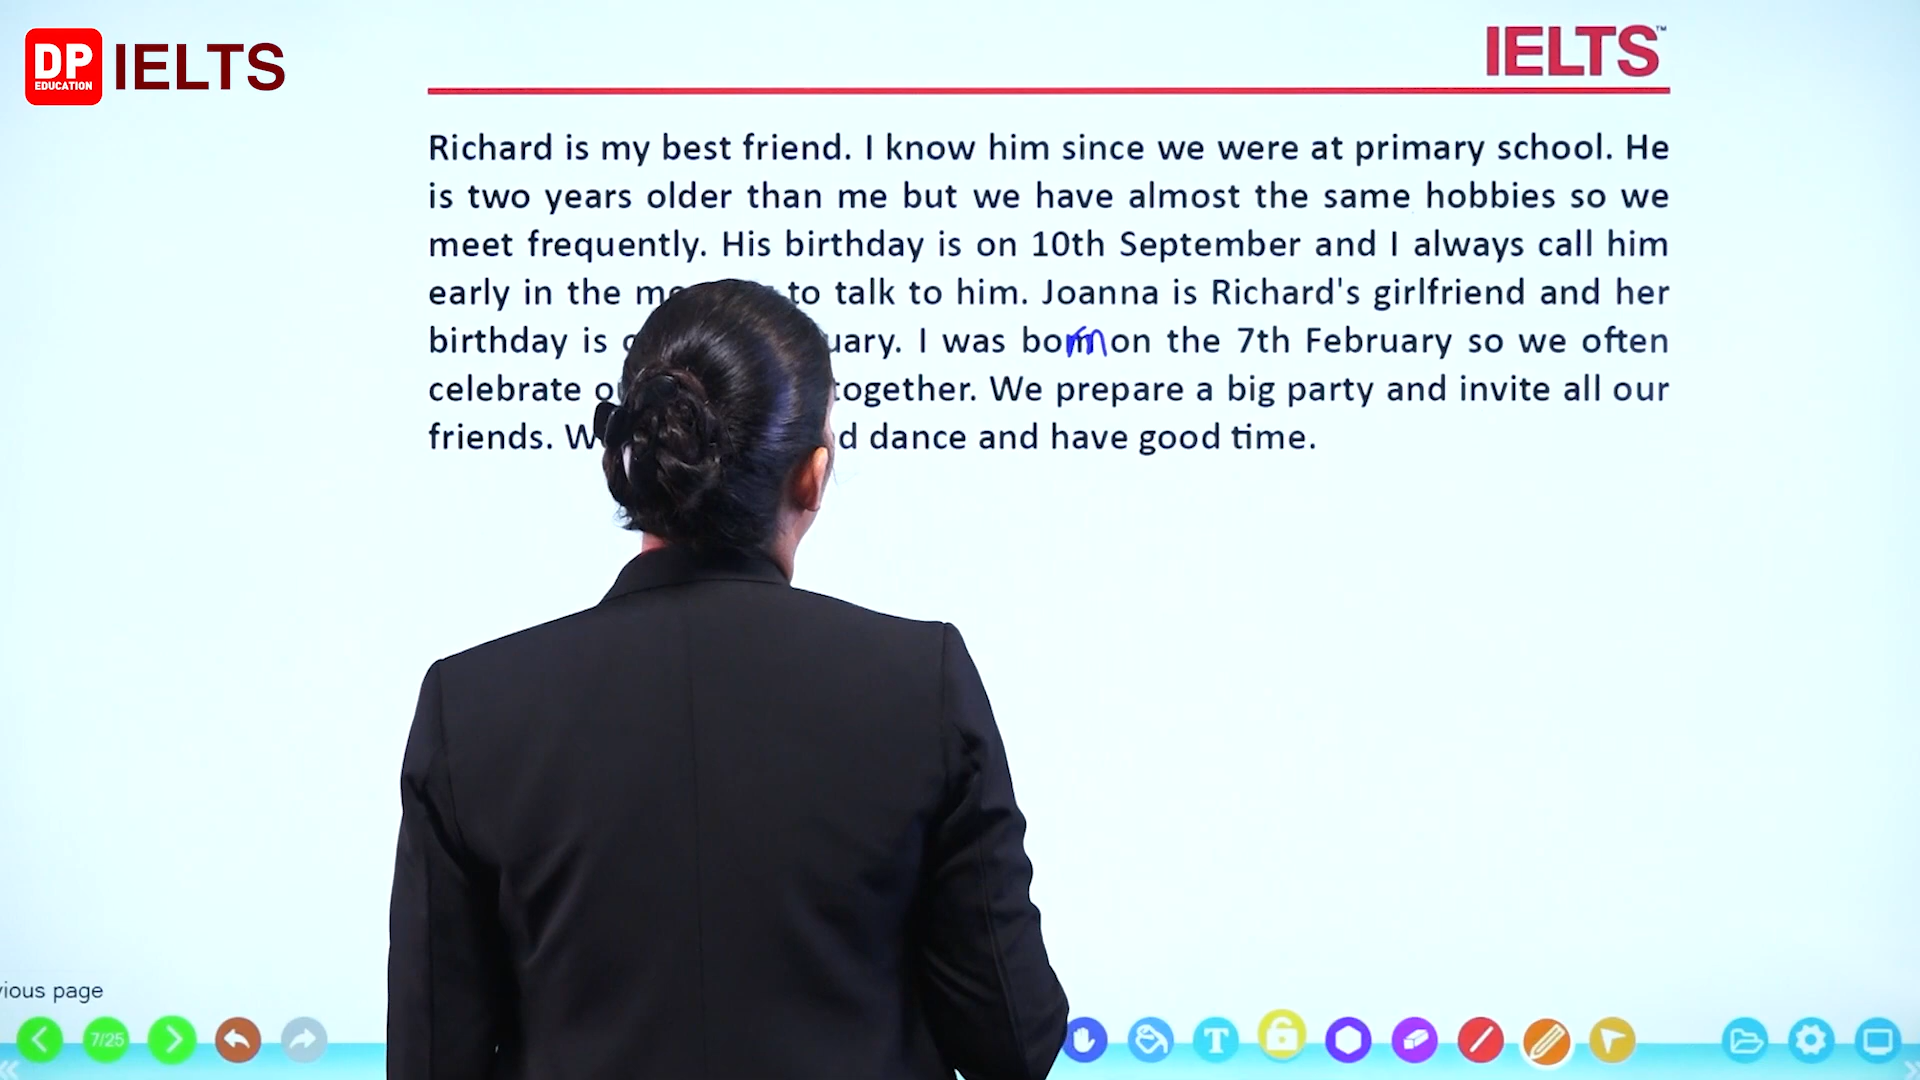 DP
EDUCATION
IELTS
IELTS™
Richard is my best friend. I know him since we were at primary school. He
is two years older than me but we have almost the same hobbies so we
meet frequently. His birthday is on 10th September and I always call him
early in the to talk to him. Joanna is Richard's girlfriend and her
birthday is I was born on the 7th February so we often
celebrate together. We prepare a big party and invite all our
friends. dance and have good time.
page
7/25
T